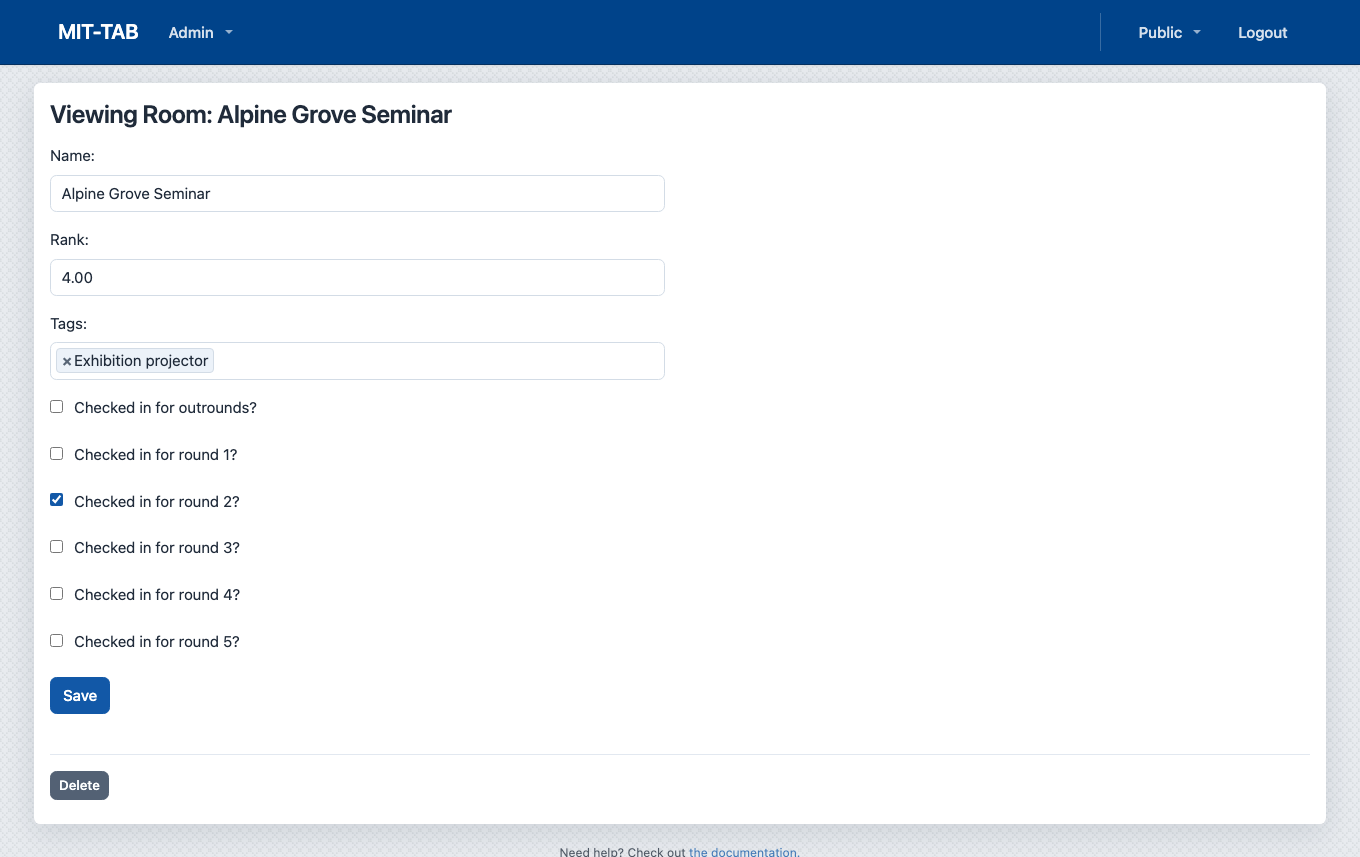 MIT-TAB Admin Public Logout
Viewing Room: Alpine Grove Seminar
Name:
Alpine Grove Seminar
Rank:
4.00
Tags:
×Exhibition projector
Checked in for outrounds?
Checked in for round 1?
Checked in for round 2?
Checked in for round 3?
Checked in for round 4?
Checked in for round 5?
Save
Delete
Need help? Check out the documentation.